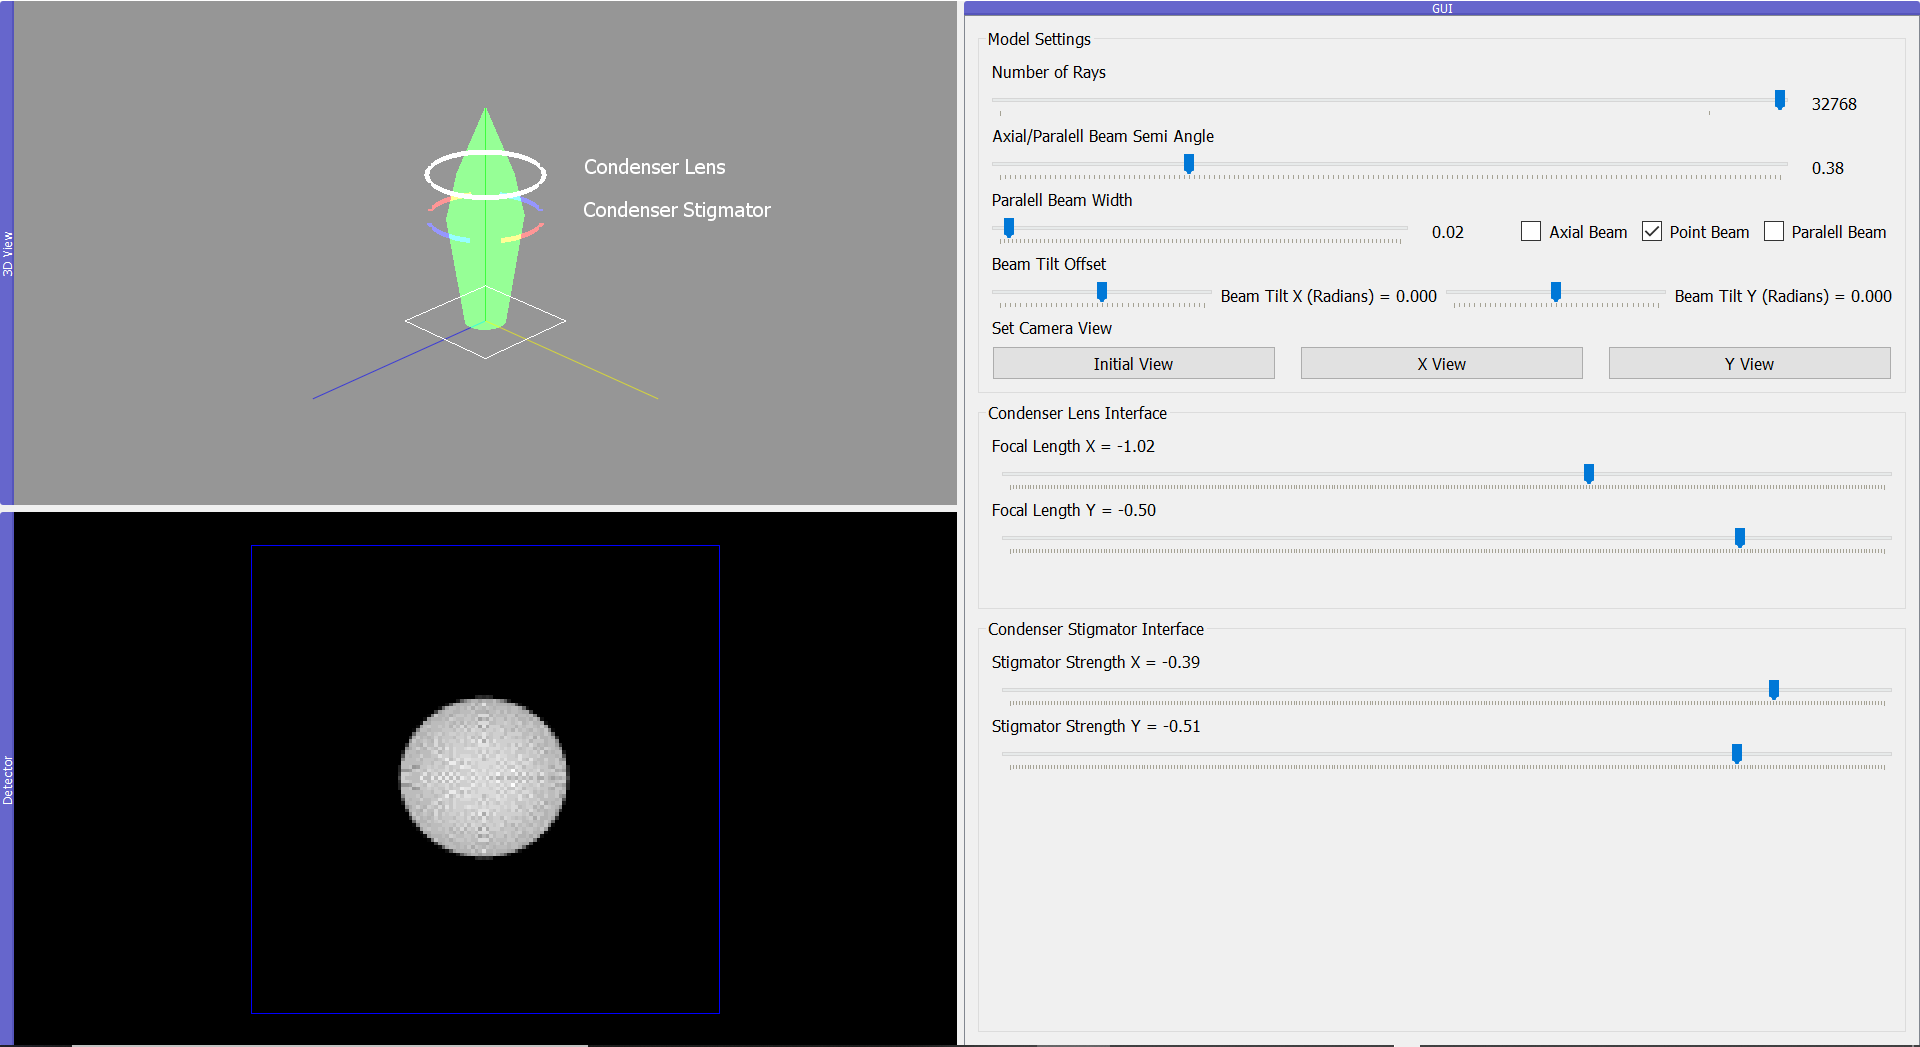 3D View
Condenser Lens
Condenser Stigmator
Detector
GUI
Model Settings
Number of Rays
32768
Axial/Paralell Beam Semi Angle
0.38
Paralell Beam Width
0.02
Axial Beam
Point Beam
Paralell Beam
Beam Tilt Offset
Beam Tilt X (Radians) = 0.000
Beam Tilt Y (Radians) = 0.000
Set Camera View
Initial View
X View
Y View
Condenser Lens Interface
Focal Length X = -1.02
Focal Length Y = -0.50
Condenser Stigmator Interface
Stigmator Strength X = -0.39
Stigmator Strength Y = -0.51